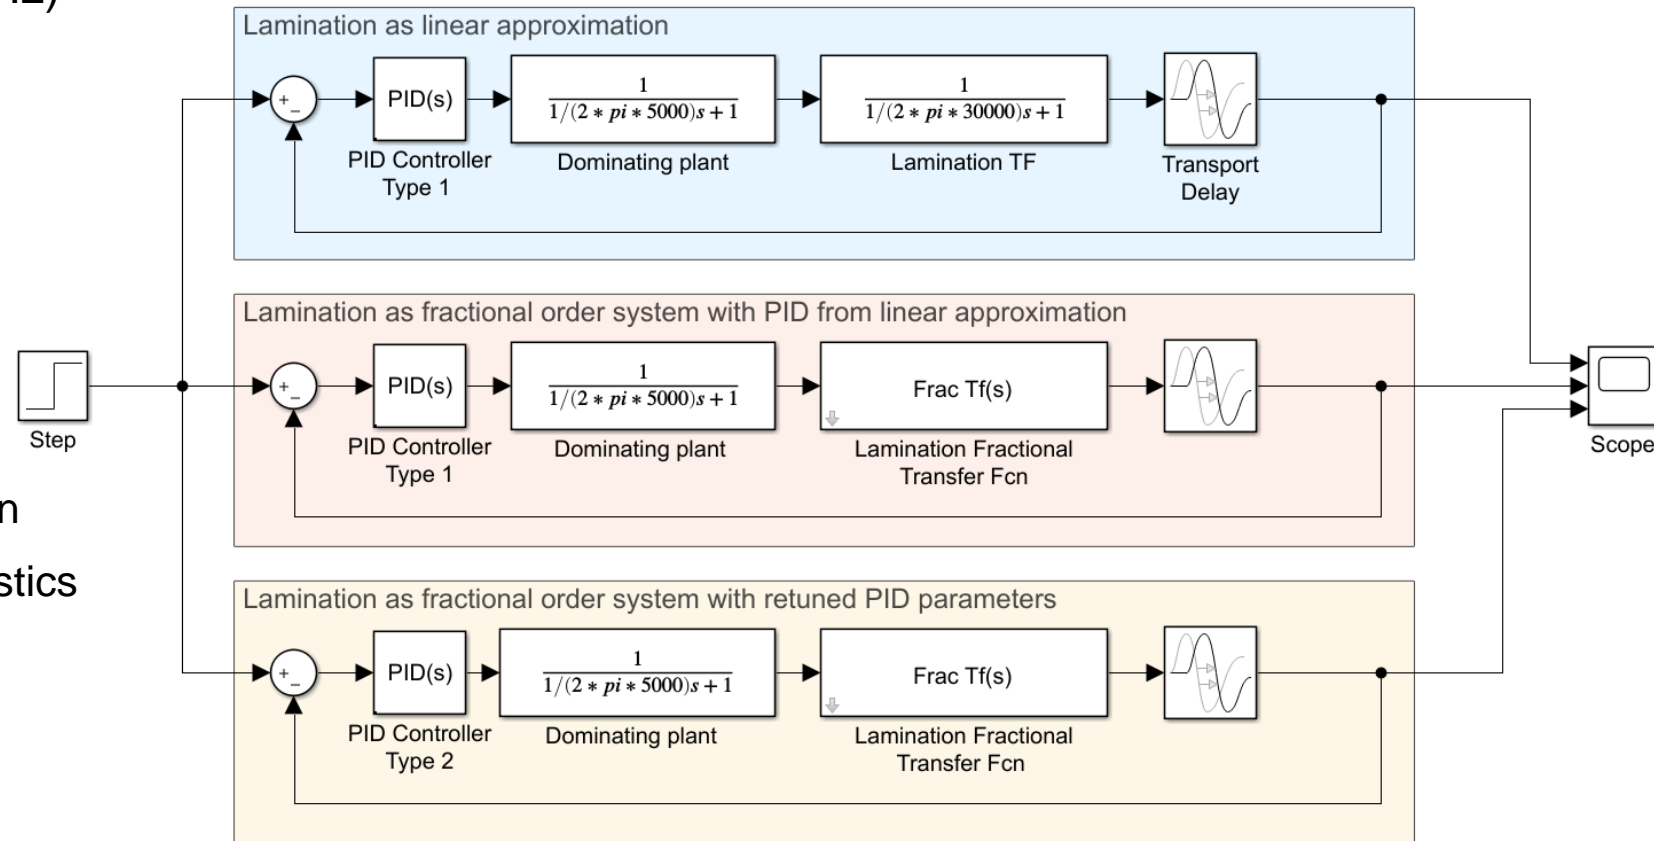 Lamination as linear approximation
+
−
PID(s)
PID Controller
Type 1
1
1/(2 * pi * 5000)s + 1
Dominating plant
1
1/(2 * pi * 30000)s + 1
Lamination TF
Transport
Delay
Lamination as fractional order system with PID from linear approximation
Step
+
−
PID(s)
PID Controller
Type 1
1
1/(2 * pi * 5000)s + 1
Dominating plant
Frac Tf(s)
Lamination Fractional
Transfer Fcn
Scope
Lamination as fractional order system with retuned PID parameters
+
−
PID(s)
PID Controller
Type 2
1
1/(2 * pi * 5000)s + 1
Dominating plant
Frac Tf(s)
Lamination Fractional
Transfer Fcn